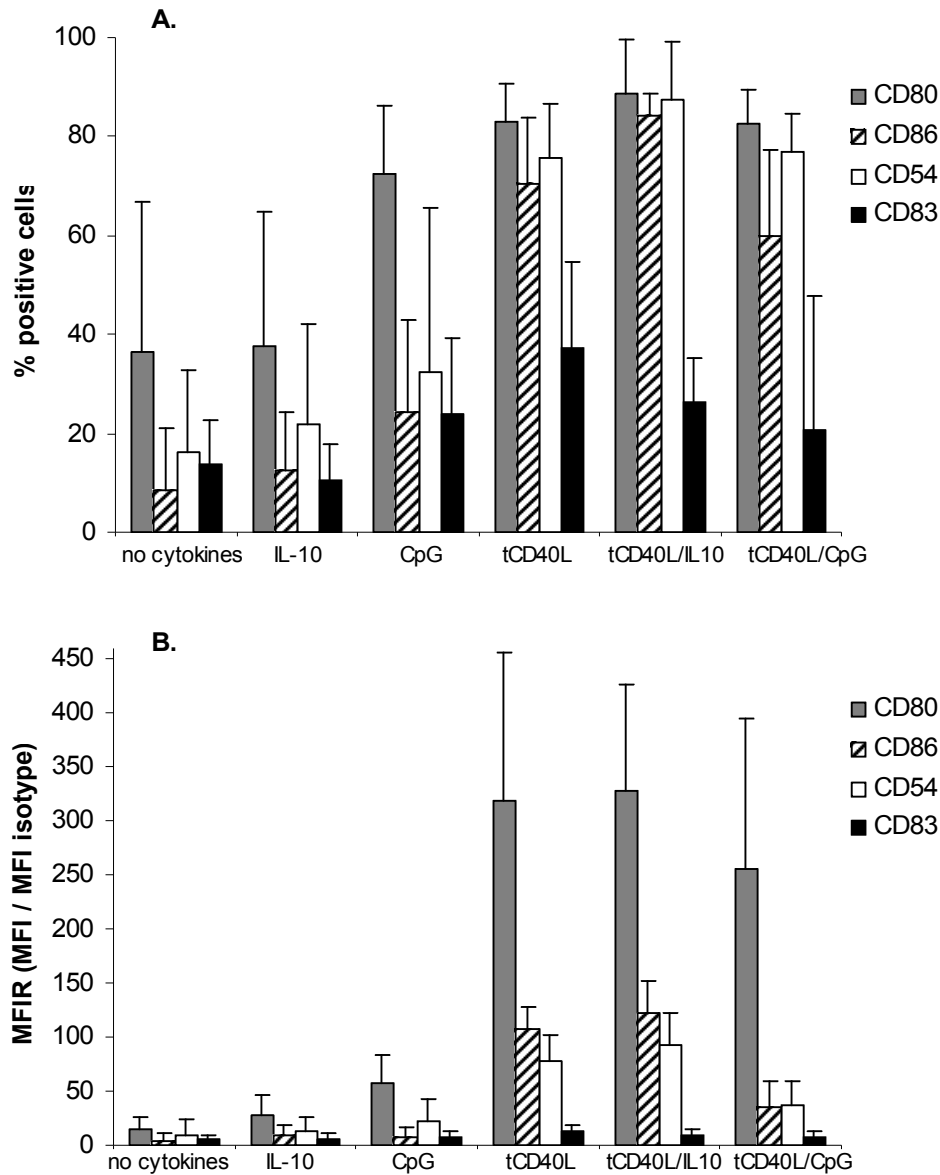 A.
100
80
60
40
20
0
% positive cells
no cytokines IL-10 CpG tCD40L tCD40L/IL10 tCD40L/CpG
CD80
CD86
CD54
CD83
B.
450
400
350
300
250
200
150
100
50
0
MFIR (MFI / MFI isotype)
no cytokines IL-10 CpG tCD40L tCD40L/IL10 tCD40L/CpG
CD80
CD86
CD54
CD83